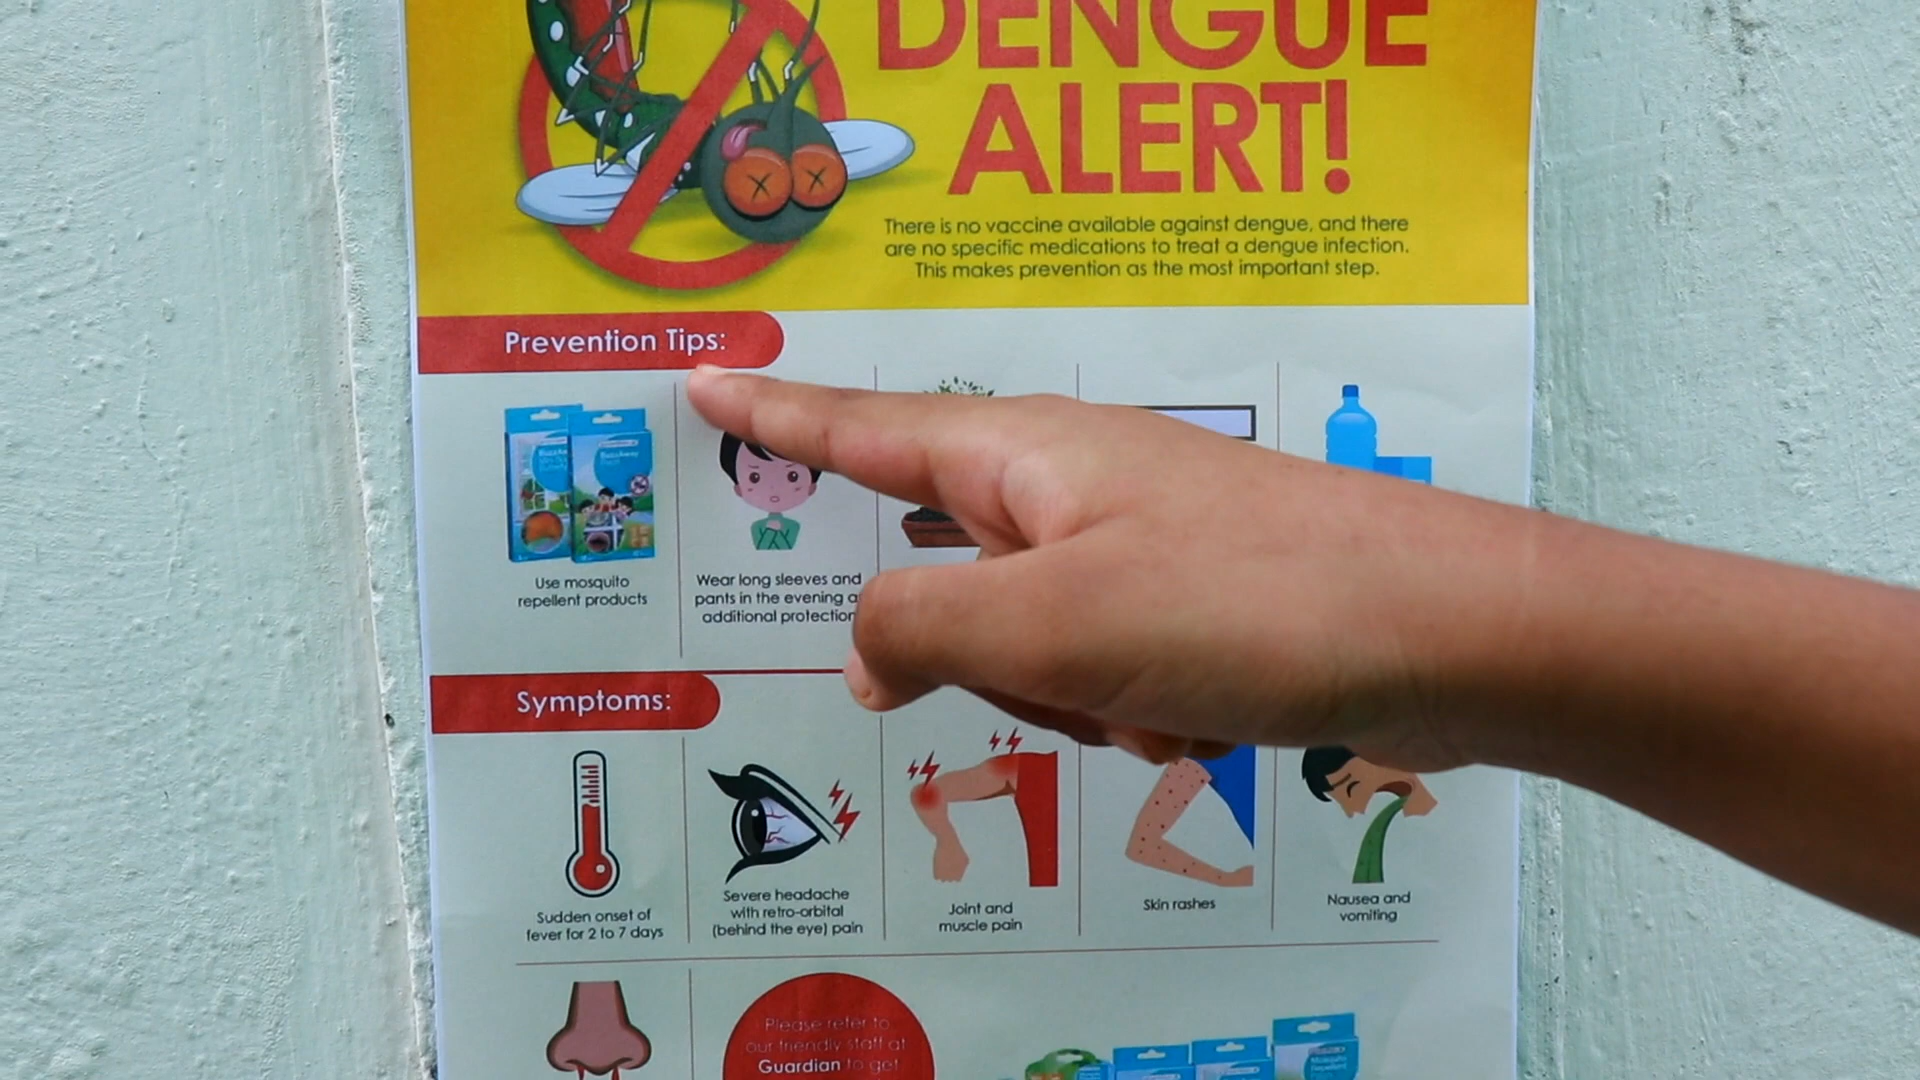 DENGUE
ALERT!
There is no vaccine available against dengue, and there
are no specific medications to treat a dengue infection.
This makes prevention as the most important step.
Prevention Tips:
Use mosquito
repellent products
Wear long sleeves and
pants in the evening
additional protection
Symptoms:
Sudden onset of
fever for 2 to 7 days
Severe headache
with retro-orbital
(behind the eye) pain
Joint and
muscle pain
Skin rashes
Nausea and
vomiting
Please refer to
our friendly staff at
Guardian to get